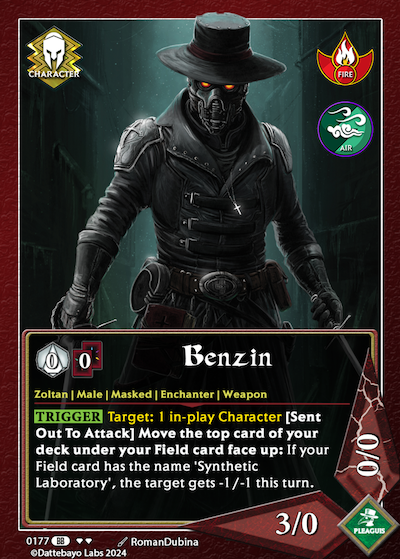 CHARACTER
FIRE
AIR
0 0 Benzin
Zoltan | Male | Masked | Enchanter | Weapon
TRIGGER Target: 1 in-play Character [Sent
Out To Attack] Move the top card of your
deck under your Field card face up: If your
Field card has the name 'Synthetic
Laboratory', the target gets -1/-1 this turn.
0/0
3/0
PLEAGUIS
0177 BB ♥♥ RomanDubina
©Dattebayo Labs 2024